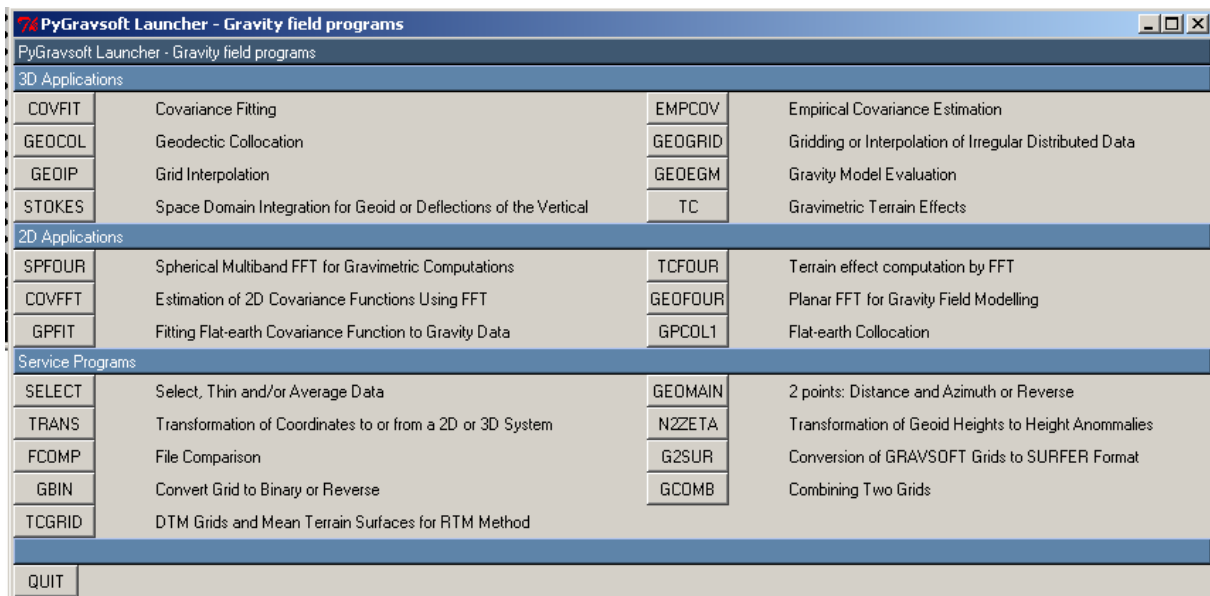 PyGravsoft Launcher - Gravity field programs
PyGravsoft Launcher - Gravity field programs
3D Applications
COVFIT Covariance Fitting EMPCOV Empirical Covariance Estimation
GEOCOL Geodectic Collocation GEOGRID Gridding or Interpolation of Irregular Distributed Data
GEOIP Grid Interpolation GEOEGM Gravity Model Evaluation
STOKES Space Domain Integration for Geoid or Deflections of the Vertical TC Gravimetric Terrain Effects
2D Applications
SPFOUR Spherical Multiband FFT for Gravimetric Computations TCFOUR Terrain effect computation by FFT
COVFFT Estimation of 2D Covariance Functions Using FFT GEOFOUR Planar FFT for Gravity Field Modelling
GPFIT Fitting Flat-earth Covariance Function to Gravity Data GPCOL1 Flat-earth Collocation
Service Programs
SELECT Select, Thin and/or Average Data GEOMAIN 2 points: Distance and Azimuth or Reverse
TRANS Transformation of Coordinates to or from a 2D or 3D System N2ZETA Transformation of Geoid Heights to Height Anommalies
FCOMP File Comparison G2SUR Conversion of GRAVSOFT Grids to SURFER Format
GBIN Convert Grid to Binary or Reverse GCOMB Combining Two Grids
TCGRID DTM Grids and Mean Terrain Surfaces for RTM Method
QUIT